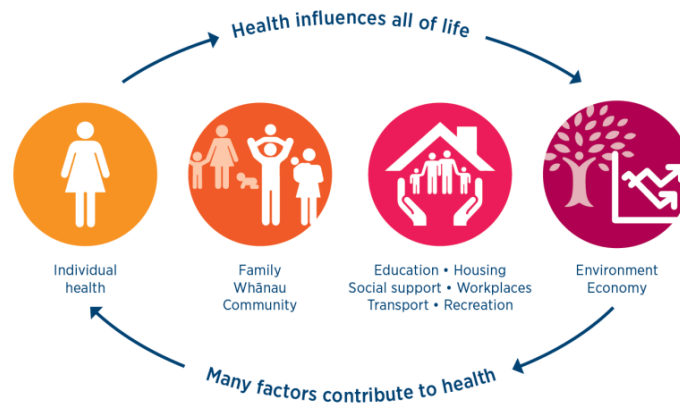 Health influences all of life
Individual
health
Family
Whānau
Community
Education • Housing
Social support • Workplaces
Transport • Recreation
Environment
Economy
Many factors contribute to health